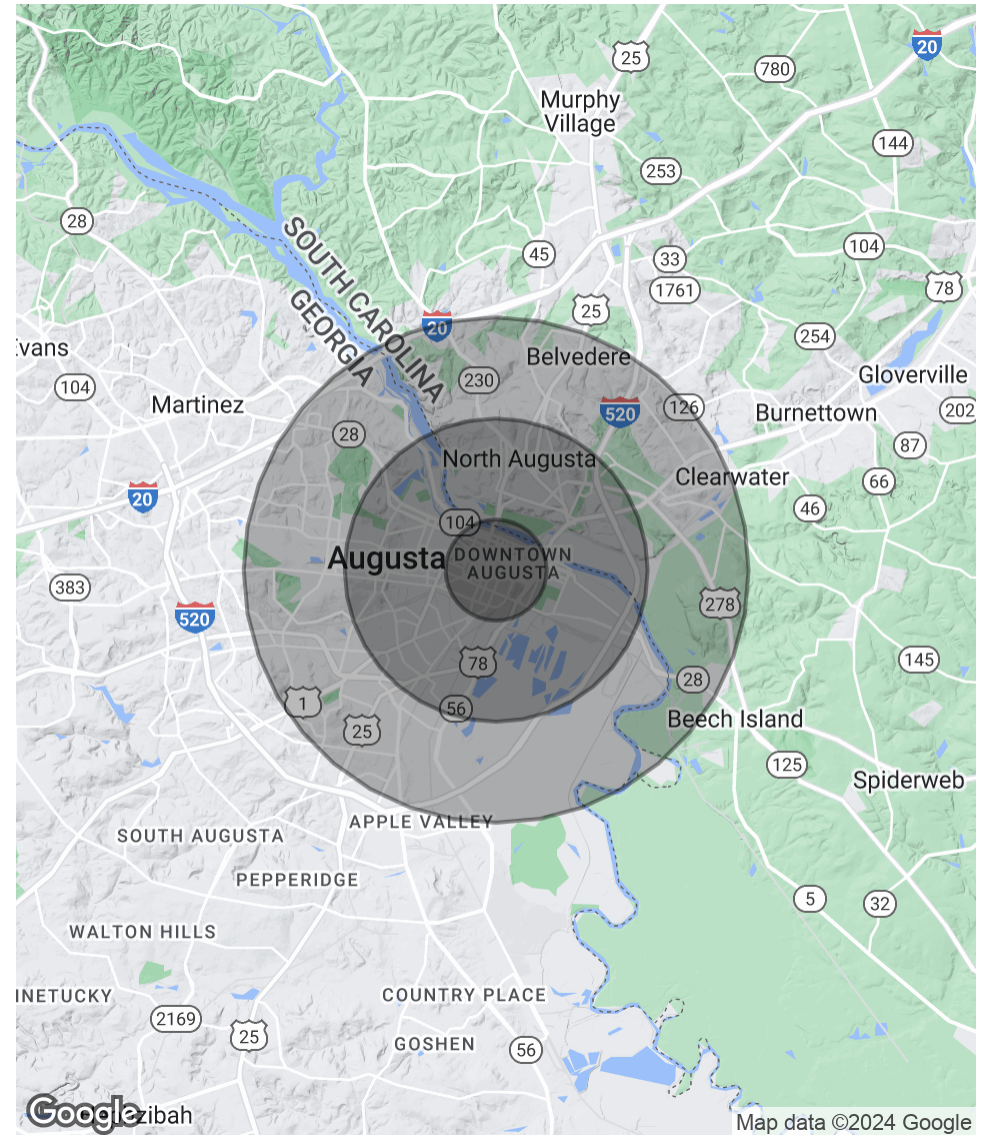 25
20
780
Murphy
Village
144
253
28
SOUTH CAROLINA
GEORGIA
45
33
104
1761
78
25
20
254
Evans
Belvedere
230
Gloverville
104
Martinez
520
126
Burnettown
202
28
87
North Augusta
Clearwater
66
20
46
104
Augusta
DOWNTOWN
AUGUSTA
383
278
520
145
78
28
1
56
25
Beech Island
125
Spiderweb
APPLE VALLEY
SOUTH AUGUSTA
PEPPERIDGE
5
32
WALTON HILLS
INETUCKY
COUNTRY PLACE
2169
25
GOSHEN
56
Google
zibah
Map data ©2024 Google